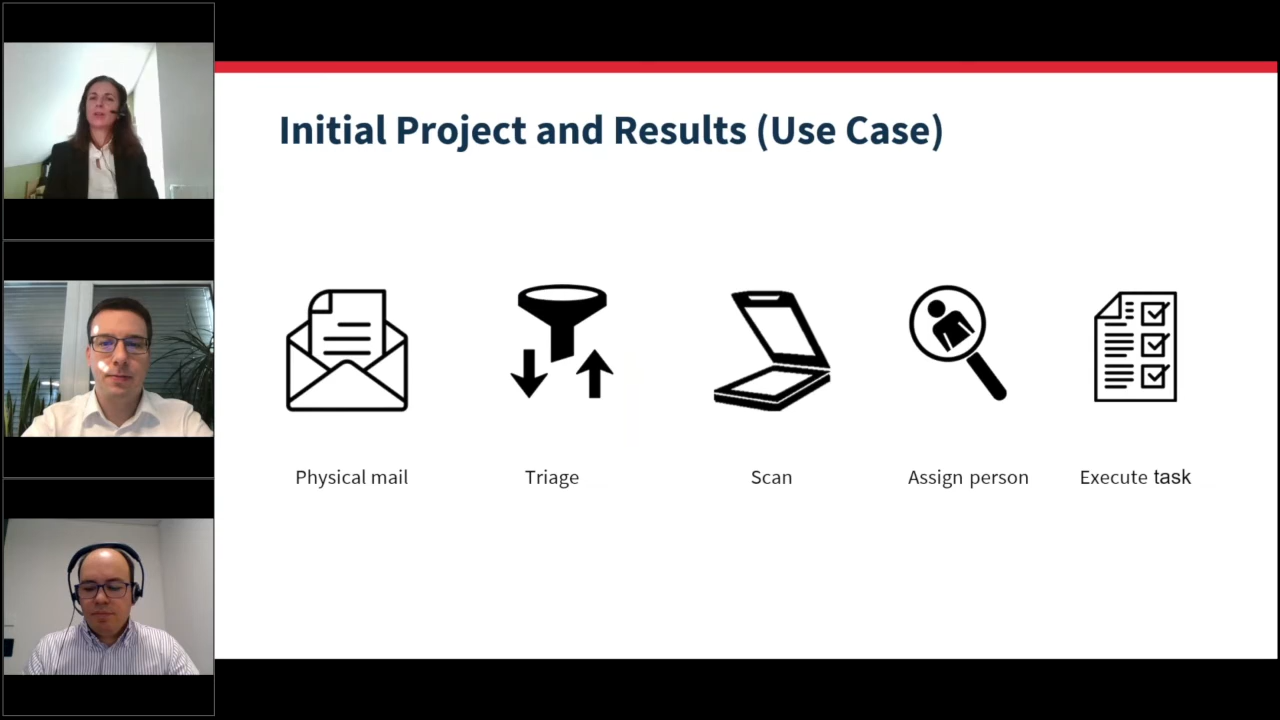 Initial Project and Results (Use Case)
Physical mail
Triage
Scan
Assign person
Execute task